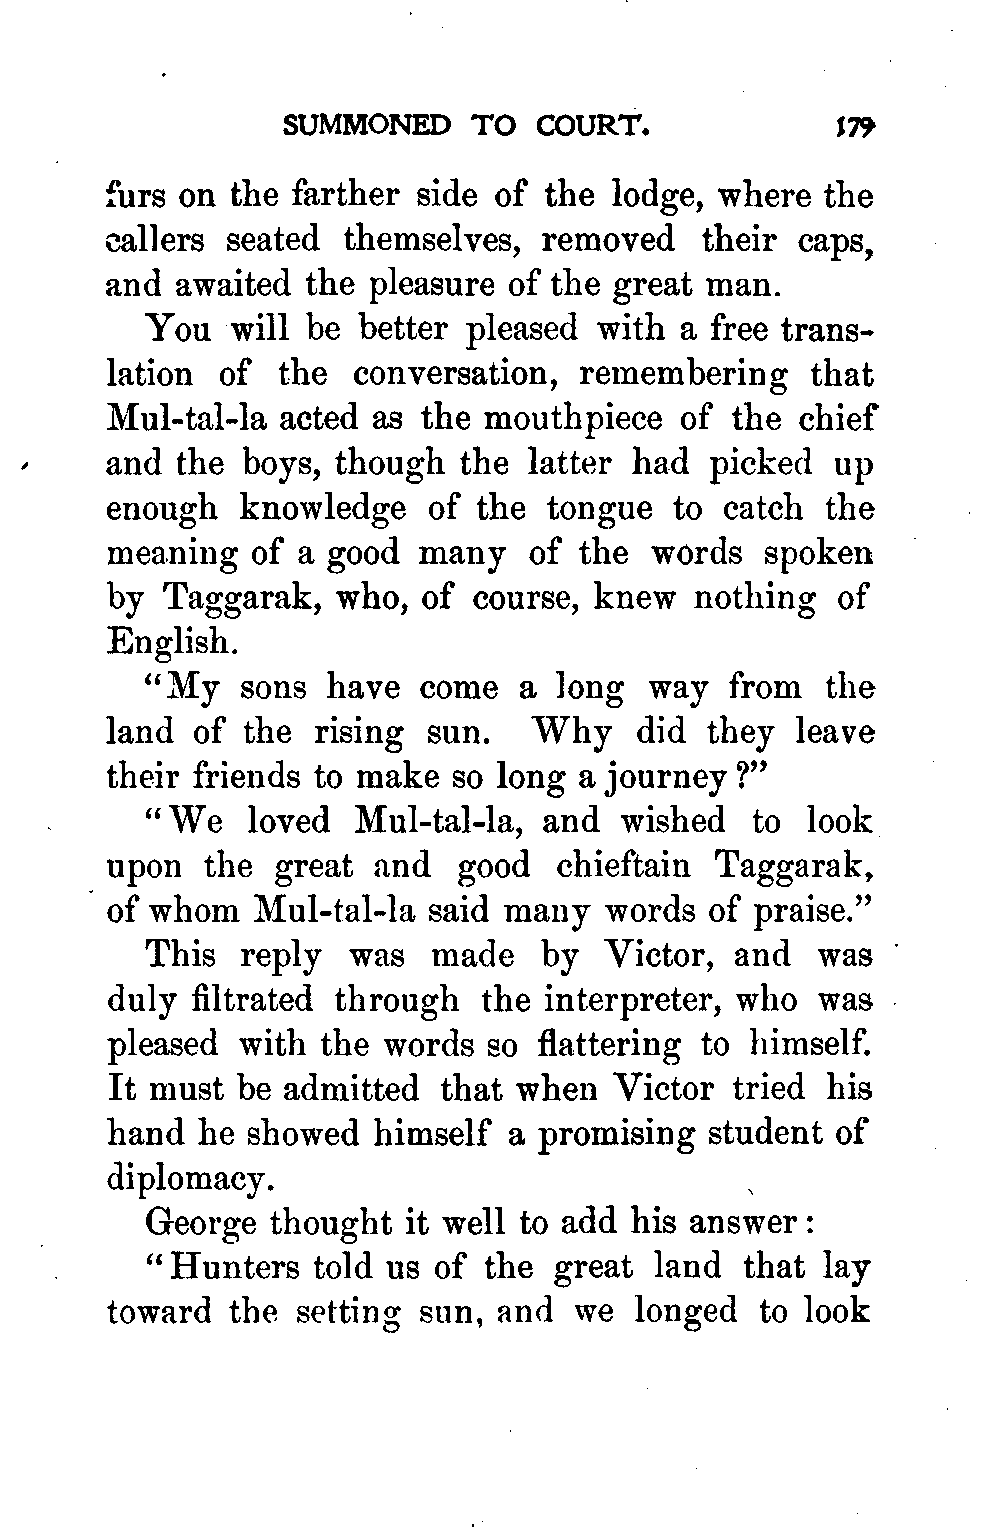 SUMMONED TO COURT. 179
furs on the farther side of the lodge, where the
callers seated themselves, removed their caps,
and awaited the pleasure of the great man.
You will be better pleased with a free trans-
lation of the conversation, remembering that
Mul-tal-la acted as the mouthpiece of the chief
and the boys, though the latter had picked up
enough knowledge of the tongue to catch the
meaning of a good many of the words spoken
by Taggarak, who, of course, knew nothing of
English.
“My sons have come a long way from the
land of the rising sun. Why did they leave
their friends to make so long a journey?”
“We loved Mul-tal-la, and wished to look
upon the great and good chieftain Taggarak,
of whom Mul-tal-la said many words of praise.”
This reply was made by Victor, and was
duly filtrated through the interpreter, who was
pleased with the words so flattering to himself.
It must be admitted that when Victor tried his
hand he showed himself a promising student of
diplomacy.
George thought it well to add his answer:
“Hunters told us of the great land that lay
toward the setting sun, and we longed to look